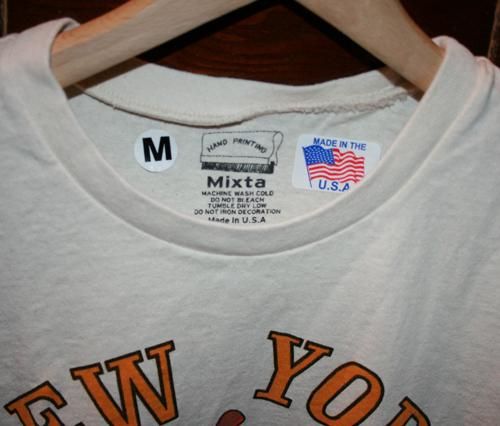 M
HAND PRINTING
Mixta
MACHINE WASH COLD
DO NOT BLEACH
TUMBLE DRY LOW
DO NOT IRON DECORATION
Made in U.S.A
MADE IN THE
U.S.A
EW YOR